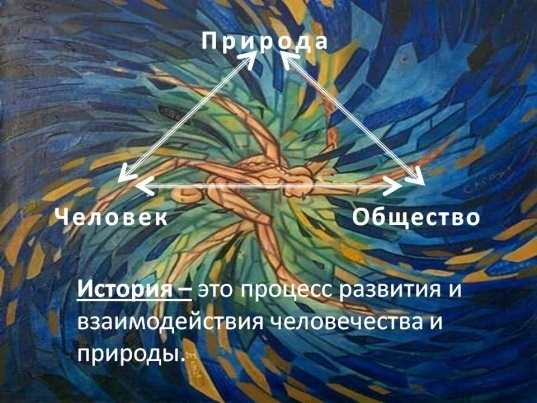 Природа
Человек
Общество
История – это процесс развития и
взаимодействия человечества и
природы.